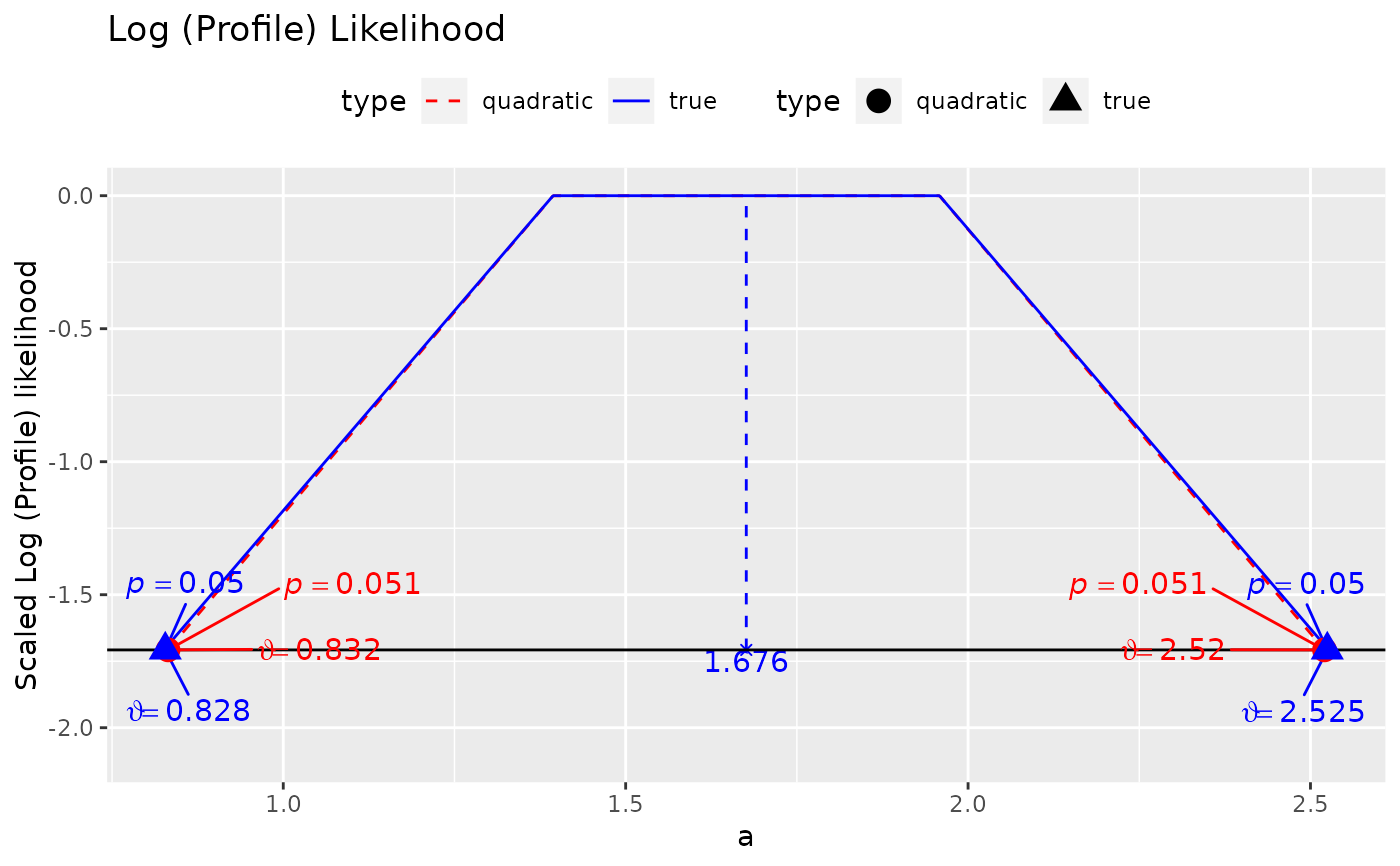 Log (Profile) Likelihood
type quadratic true type quadratic true
Scaled Log (Profile) likelihood
0.0
-0.5
-1.0
-1.5
-2.0
p = 0.05
p = 0.051
p = 0.051
p = 0.05
ϑ = 0.832
1.676
ϑ = 2.52
ϑ = 0.828
ϑ = 2.525
1.0 1.5 2.0 2.5
a